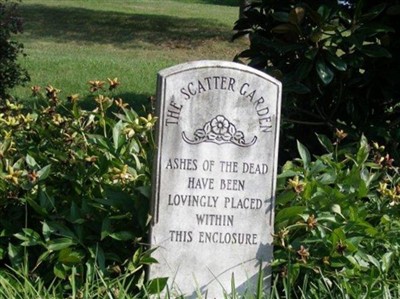 THE SCATTER GARDEN
ASHES OF THE DEAD
HAVE BEEN
LOVINGLY PLACED
WITHIN
THIS ENCLOSURE